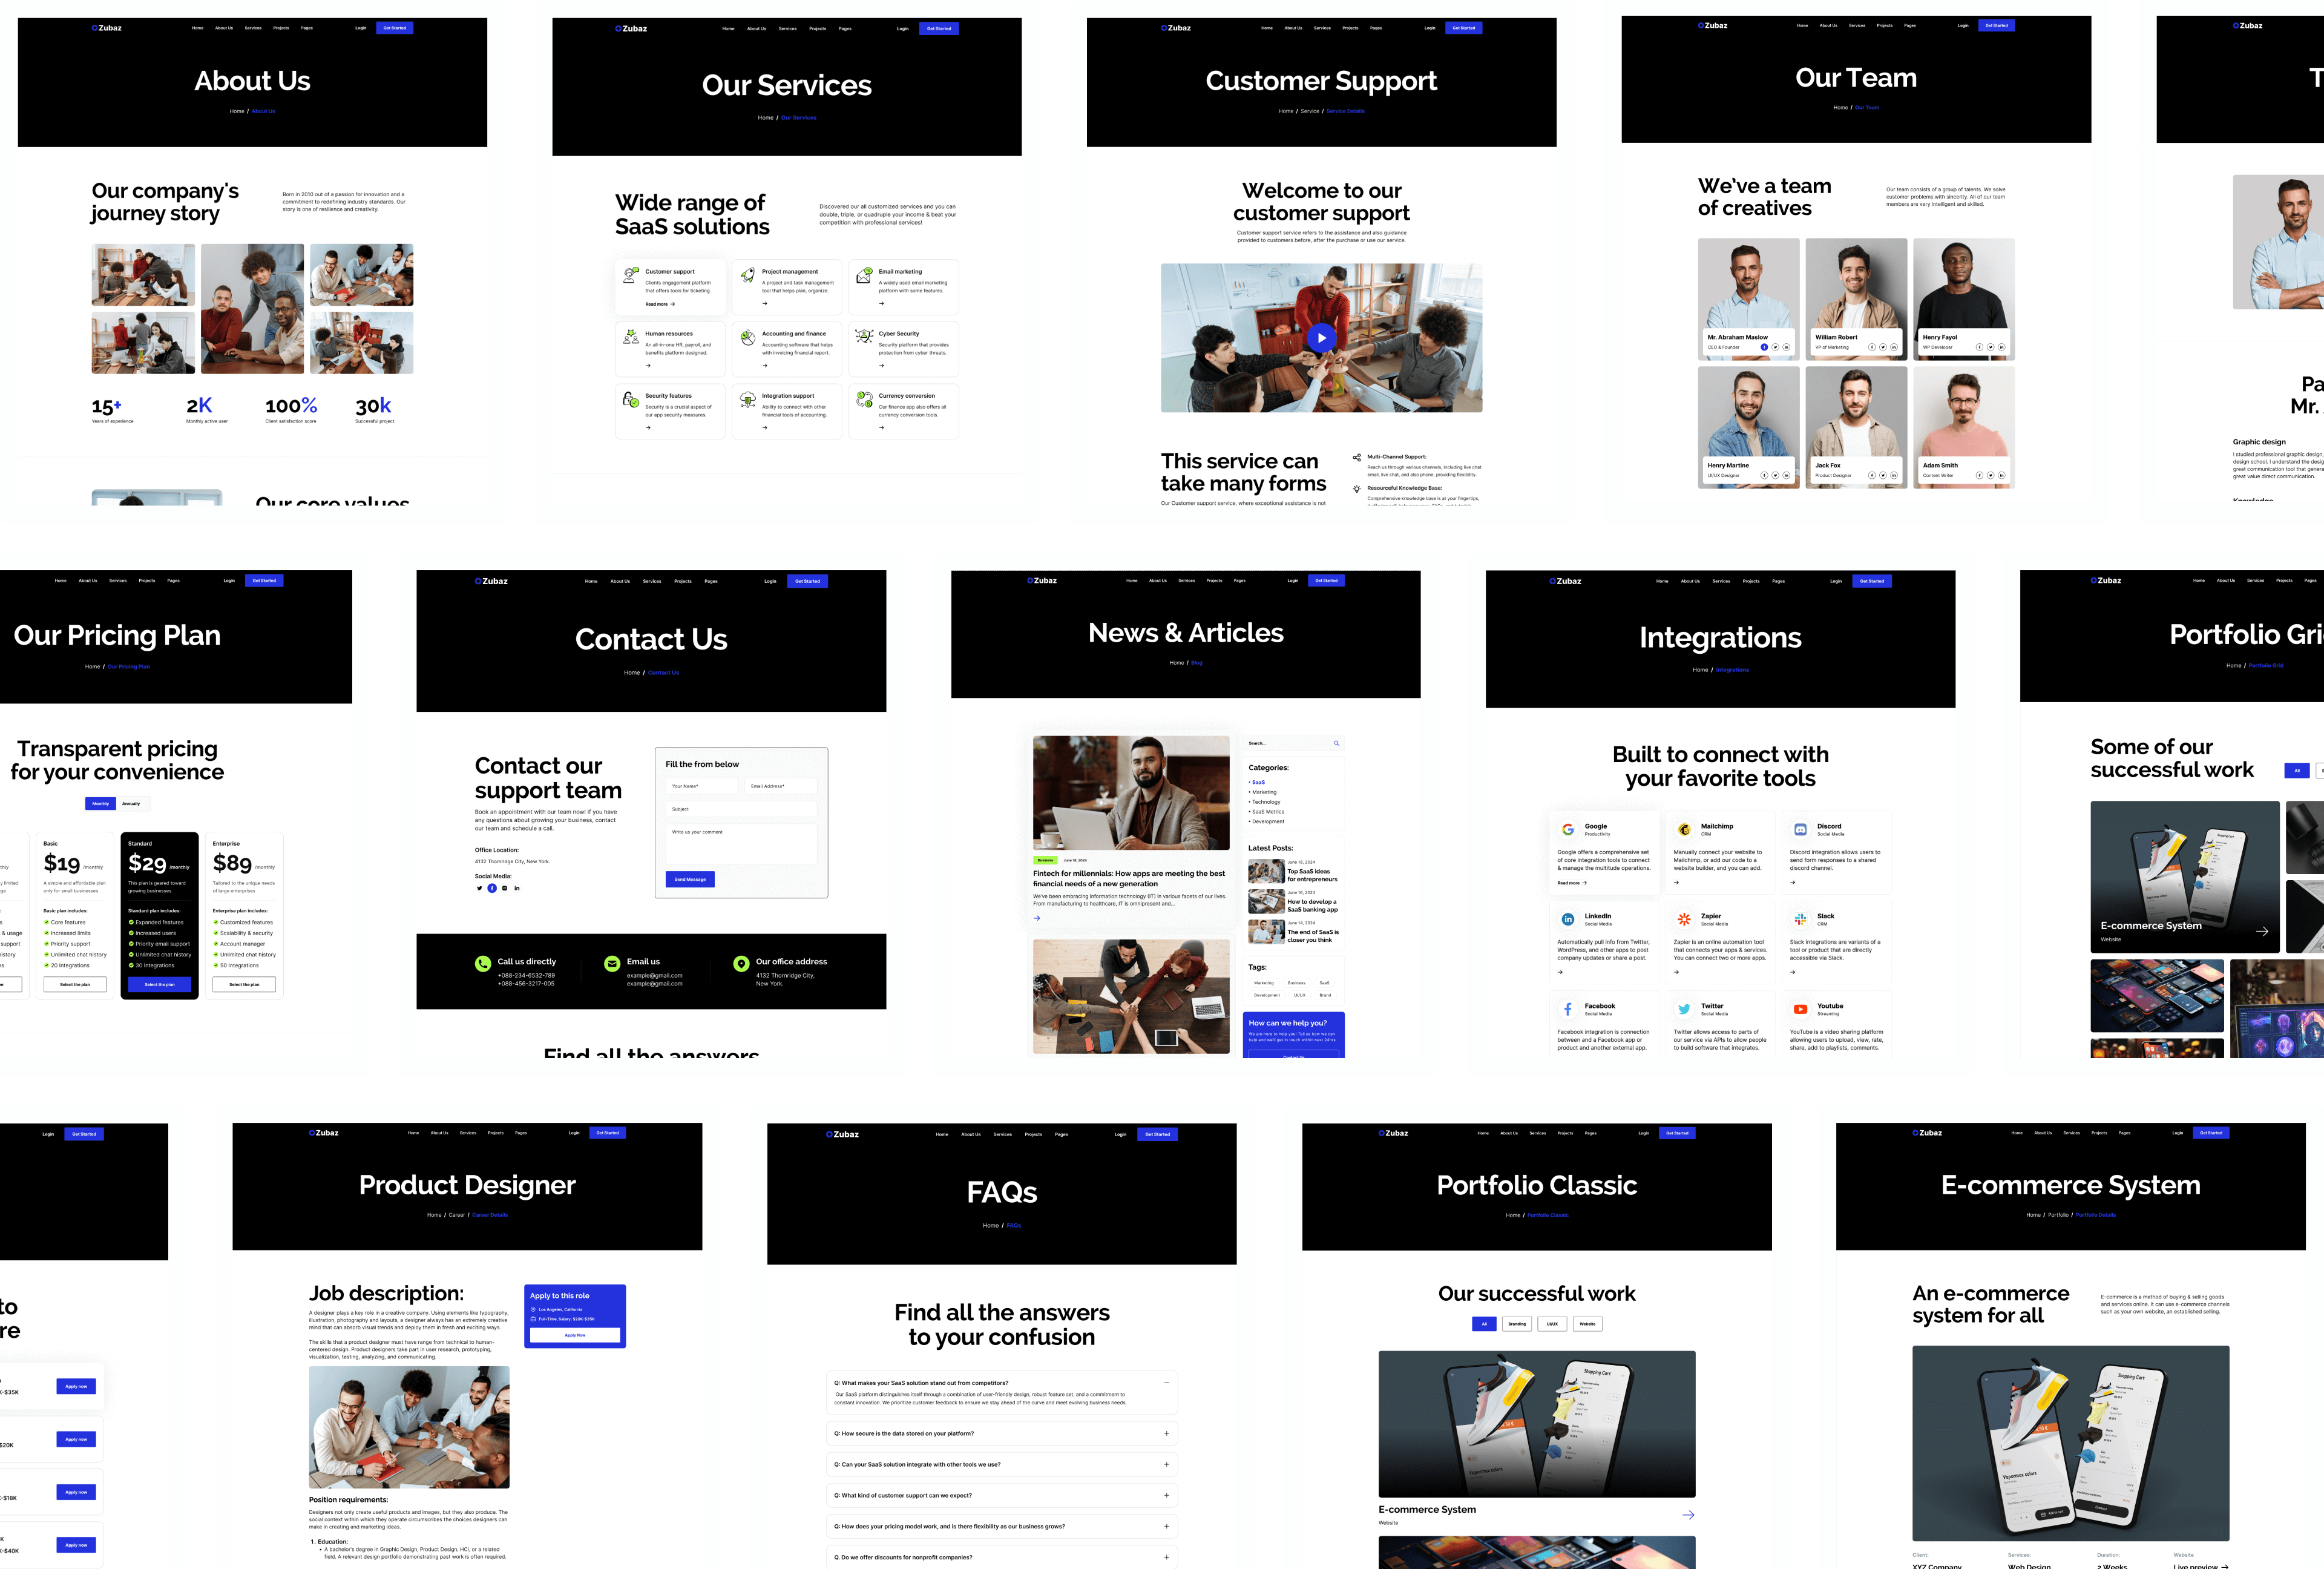 Zubaz
Home About Us Services Projects Pages
Login Get Started
About Us
Home / About Us
Our company's
journey story
Born in 2010 out of a passion for innovation and a
commitment to redefining industry standards. Our
story is one of resilience and creativity.
15+ 2K 100% 30k
Years of experience Monthly active user Client satisfaction score Successful project
Our core values
Zubaz
Home About Us Services Projects Pages
Login Get Started
Our Services
Home / Our Services
Wide range of
SaaS solutions
Discovered our all customized services and you can
double, triple, or quadruple your income & beat your
competition with professional services!
Customer support
Clients engagement platform
that offers tools for ticketing.
Read more →
Project management
A project and task management
tool that helps plan, organize.
Email marketing
A widely used email marketing
platform with some features.
Human resources
An all-in-one HR, payroll, and
benefits platform designed.
Accounting and finance
Accounting software that helps
with invoicing financial report.
Cyber Security
Security platform that provides
protection from cyber threats.
Security features
Security is a crucial aspect of
our app security measures.
Integration support
Ability to connect with other
financial tools of accounting.
Currency conversion
Our finance app also offers all
currency conversion tools.
Zubaz
Home About Us Services Projects Pages
Login Get Started
Customer Support
Home / Service / Service Details
Welcome to our
customer support
Customer support service refers to the assistance and also guidance
provided to customers before, after the purchase or use our service.
This service can
take many forms
Our Customer support service, where exceptional assistance is not
Multi-Channel Support:
Reach us through various channels, including live chat
email, live chat, and also phone, providing flexibility.
Resourceful Knowledge Base:
Comprehensive knowledge base is at your fingertips,
Zubaz
Home About Us Services Projects Pages
Login Get Started
Our Team
Home / Our Team
We've a team
of creatives
Our team consists of a group of talents. We solve
customer problems with sincerity. All of our team
members are very intelligent and skilled.
Mr. Abraham Maslow
CEO & Founder
William Robert
VP of Marketing
Henry Fayol
WP Developer
Henry Martine
UI/UX Designer
Jack Fox
Product Designer
Adam Smith
Content Writer
Zubaz
T
Pa
Mr.
Graphic design
I studied professional graphic design,
design school. I understand the desig
great communication tool that genera
great value direct communication.
Knowledge
Home About Us Services Projects Pages
Login Get Started
Our Pricing Plan
Home / Our Pricing Plan
Transparent pricing
for your convenience
Monthly Annually
Basic
$19 /monthly
A simple and affordable plan
only for small businesses
Basic plan includes:
Core features
Increased limits
Priority support
Unlimited chat history
20 Integrations
Select the plan
Standard
$29 /monthly
This plan is geared toward
growing businesses
Standard plan includes:
Expanded features
Increased users
Priority email support
Unlimited chat history
30 Integrations
Select the plan
Enterprise
$89 /monthly
Tailored to the unique needs
of large enterprises
Enterprise plan includes:
Customized features
Scalability & security
Account manager
Unlimited chat history
50 Integrations
Select the plan
Zubaz
Home About Us Services Projects Pages
Login Get Started
Contact Us
Home / Contact Us
Contact our
support team
Book an appointment with our team now! If you have
any questions about growing your business, contact
our team and schedule a call.
Office Location:
4132 Thornridge City, New York.
Social Media:
Fill the from below
Your Name* Email Address*
Subject
Write us your comment
Send Message
Call us directly
+088-234-6532-789
+088-456-3217-005
Email us
example@gmail.com
example@gmail.com
Our office address
4132 Thornridge City,
New York.
Find all the answers
Zubaz
Home About Us Services Projects Pages
Login Get Started
News & Articles
Home / Blog
Business June 18, 2024
Fintech for millennials: How apps are meeting the best
financial needs of a new generation
We've been embracing information technology (IT) in various facets of our lives.
From manufacturing to healthcare, IT is omnipresent and...
Search...
Categories:
• SaaS
• Marketing
• Technology
• SaaS Metrics
• Development
Latest Posts:
June 18, 2024
Top SaaS ideas
for entrepreneurs
June 16, 2024
How to develop a
SaaS banking app
June 14, 2024
The end of SaaS is
closer you think
Tags:
Marketing Business SaaS
Development UI/UX Brand
How can we help you?
We are here to help you! Tell us how we can
help and we'll get in touch within next 24hrs
Contact Us
Zubaz
Home About Us Services Projects Pages
Login Get Started
Integrations
Home / Integrations
Built to connect with
your favorite tools
Google
Productivity
Google offers a comprehensive set
of core integration tools to connect
& manage the multitude operations.
Read more →
Mailchimp
CRM
Manually connect your website to
Mailchimp, or add our code to a
website builder, and you can add.
Discord
Social Media
Discord integration allows users to
send form responses to a shared
discord channel.
LinkedIn
Social Media
Automatically pull info from Twitter,
WordPress, and other apps to post
company updates or share a post.
Zapier
Social Media
Zapier is an online automation tool
that connects your apps & services.
You can connect two or more apps.
Slack
CRM
Slack integrations are variants of a
tool or product that are directly
accessible via Slack.
Facebook
Social Media
Facebook integration is connection
between and a Facebook app or
product and another external app.
Twitter
Social Media
Twitter allows access to parts of
our service via APIs to allow people
to build software that integrates.
Youtube
Streaming
YouTube is a video sharing platform
allowing users to upload, view, rate,
share, add to playlists, comments.
Zubaz
Home About Us Services Projects Pages
Portfolio Gri
Home / Portfolio Grid
Some of our
successful work
All
E-commerce System
Website
Login Get Started
to
re
K-$35K
Apply now
$20K
Apply now
K-$18K
Apply now
K
K-$40K
Apply now
Zubaz
Home About Us Services Projects Pages
Login Get Started
Product Designer
Home / Career / Career Details
Job description:
A designer plays a key role in a creative company. Using elements like typography,
illustration, photography and layouts, a designer always has an extremely creative
mind that can absorb visual trends and deploy them in fresh and exciting ways.
The skills that a product designer must have range from technical to human-
centered design. Product designers take part in user research, prototyping,
visualization, testing, analyzing, and communicating.
Apply to this role
Los Angeles, California
Full-Time, Salary: $20K-$35K
Apply Now
Position requirements:
Designers not only create useful products and images, but they also produce. The
social context within which they operate circumscribes the choices designers can
make in creating and marketing ideas.
1. Education:
• A bachelor's degree in Graphic Design, Product Design, HCI, or a related
field. A relevant design portfolio demonstrating past work is often required.
Zubaz
Home About Us Services Projects Pages
Login Get Started
FAQs
Home / FAQs
Find all the answers
to your confusion
Q: What makes your SaaS solution stand out from competitors?
Our SaaS platform distinguishes itself through a combination of user-friendly design, robust feature set, and a commitment to
constant innovation. We prioritize customer feedback to ensure we stay ahead of the curve and meet evolving business needs.
Q: How secure is the data stored on your platform?
Q: Can your SaaS solution integrate with other tools we use?
Q: What kind of customer support can we expect?
Q: How does your pricing model work, and is there flexibility as our business grows?
Q. Do we offer discounts for nonprofit companies?
Zubaz
Home About Us Services Projects Pages
Login Get Started
Portfolio Classic
Home / Portfolio Classic
Our successful work
All Branding UI/UX Website
Shopping Cart
E-commerce System
Website
Zubaz
Home About Us Services Projects Pages
Login Get Started
E-commerce System
Home / Portfolio / Portfolio Details
An e-commerce
system for all
E-commerce is a method of buying & selling goods
and services online. It can use e-commerce channels
such as your own website, an established selling.
Shopping Cart
Vapormax colors
Client: Services: Duration: Website
XYZ Company Web Design 2 Weeks Live preview →